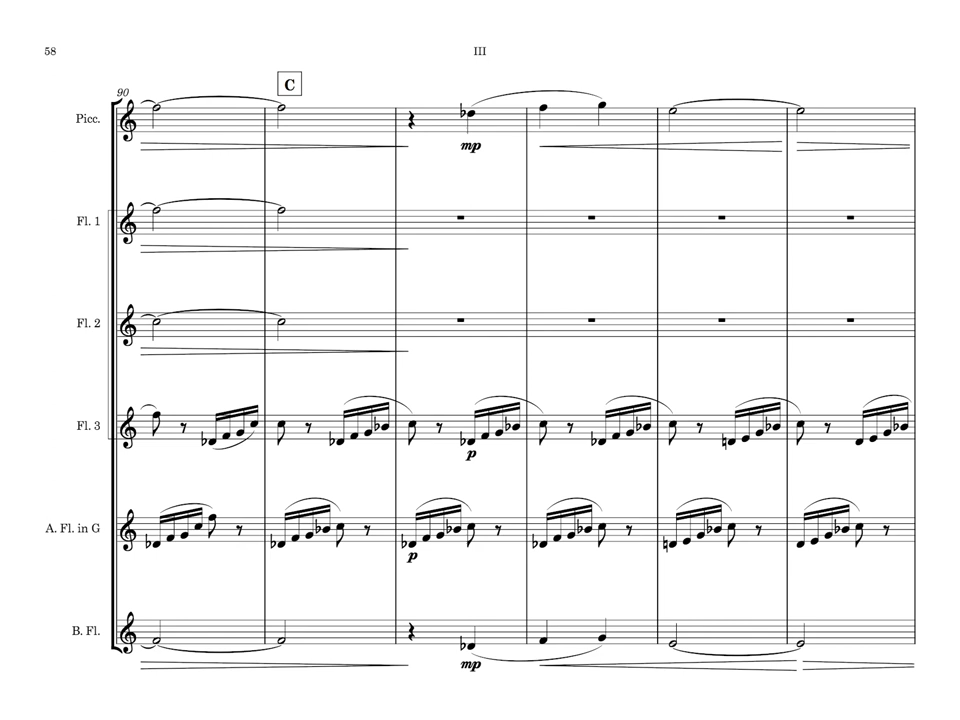 58
III
90
C
Picc.
mp
Fl. 1
Fl. 2
Fl. 3
p
A. Fl. in G
p
B. Fl.
mp